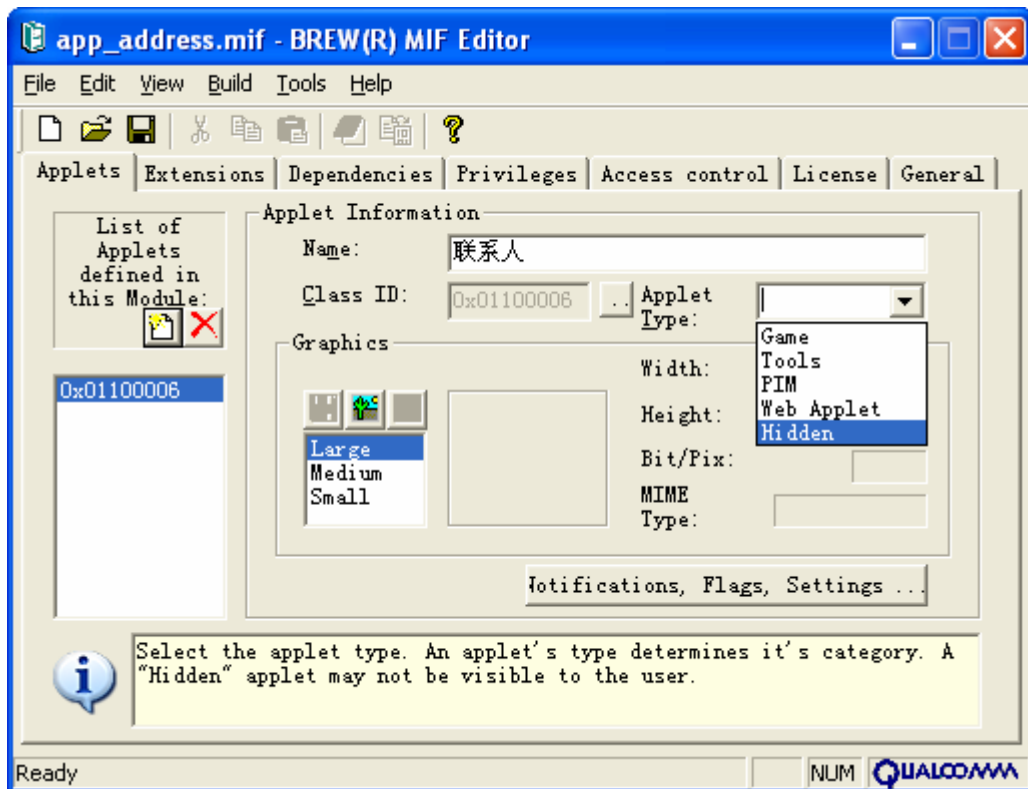 app_address.mif - BREW(R) MIF Editor
File Edit View Build Tools Help
Applets Extensions Dependencies Privileges Access control License General
List of
Applets
defined in
this Module:
0x01100006
Applet Information
Name: 联系人
Class ID: 0x01100006 .. Applet
Type:
Game
Tools
PIM
Web Applet
Hidden
Graphics
Large
Medium
Small
Width:
Height:
Bit/Pix:
MIME
Type:
Notifications, Flags, Settings ...
Select the applet type. An applet's type determines it's category. A
"Hidden" applet may not be visible to the user.
Ready NUM QUALCOMM